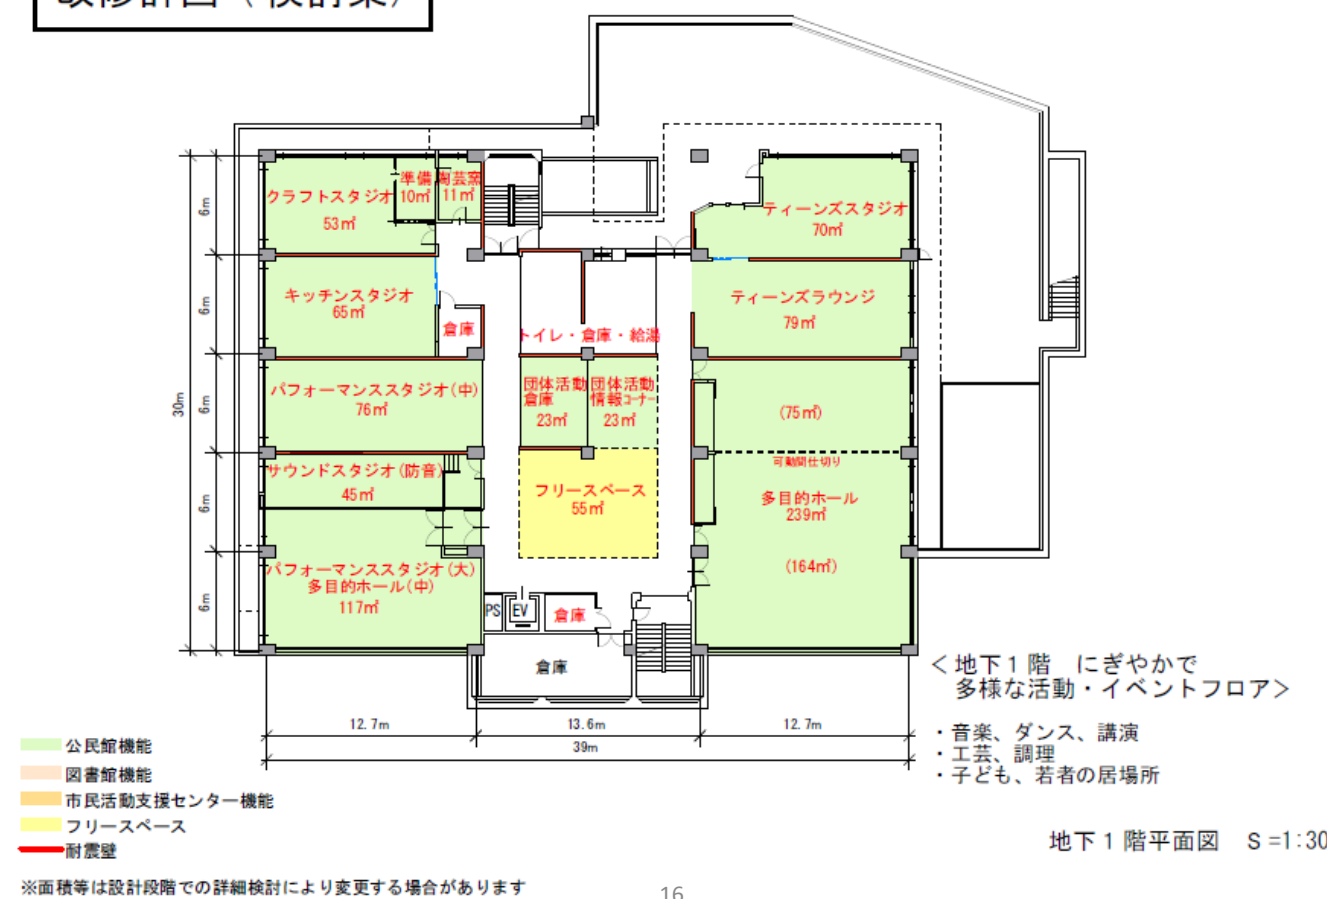 改修計画（検討案）
クラフトスタジオ
53㎡
準備
10㎡
陶芸窯
11㎡
ティーンズスタジオ
70㎡
キッチンスタジオ
65㎡
倉庫
トイレ・倉庫・給湯
ティーンズラウンジ
79㎡
パフォーマンススタジオ(中)
76㎡
団体活動
倉庫
23㎡
団体活動
情報コーナー
23㎡
(75㎡)
可動間仕切り
サウンドスタジオ(防音)
45㎡
フリースペース
55㎡
多目的ホール
239㎡
(164㎡)
パフォーマンススタジオ(大)
多目的ホール(中)
117㎡
PS
EV
倉庫
倉庫
6m
6m
6m
6m
6m
30m
12.7m
13.6m
12.7m
39m
＜地下1階　にぎやかで
多様な活動・イベントフロア＞
・音楽、ダンス、講演
・工芸、調理
・子ども、若者の居場所
公民館機能
図書館機能
市民活動支援センター機能
フリースペース
耐震壁
地下1階平面図　S=1:30
※面積等は設計段階での詳細検討により変更する場合があります
16